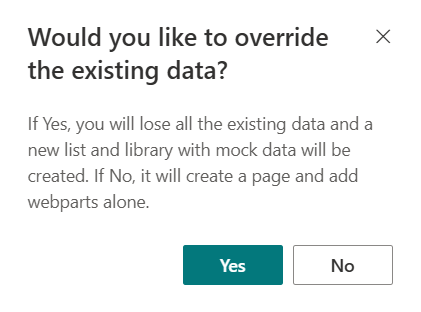 Would you like to override
the existing data?
If Yes, you will lose all the existing data and a
new list and library with mock data will be
created. If No, it will create a page and add
webparts alone.
Yes
No